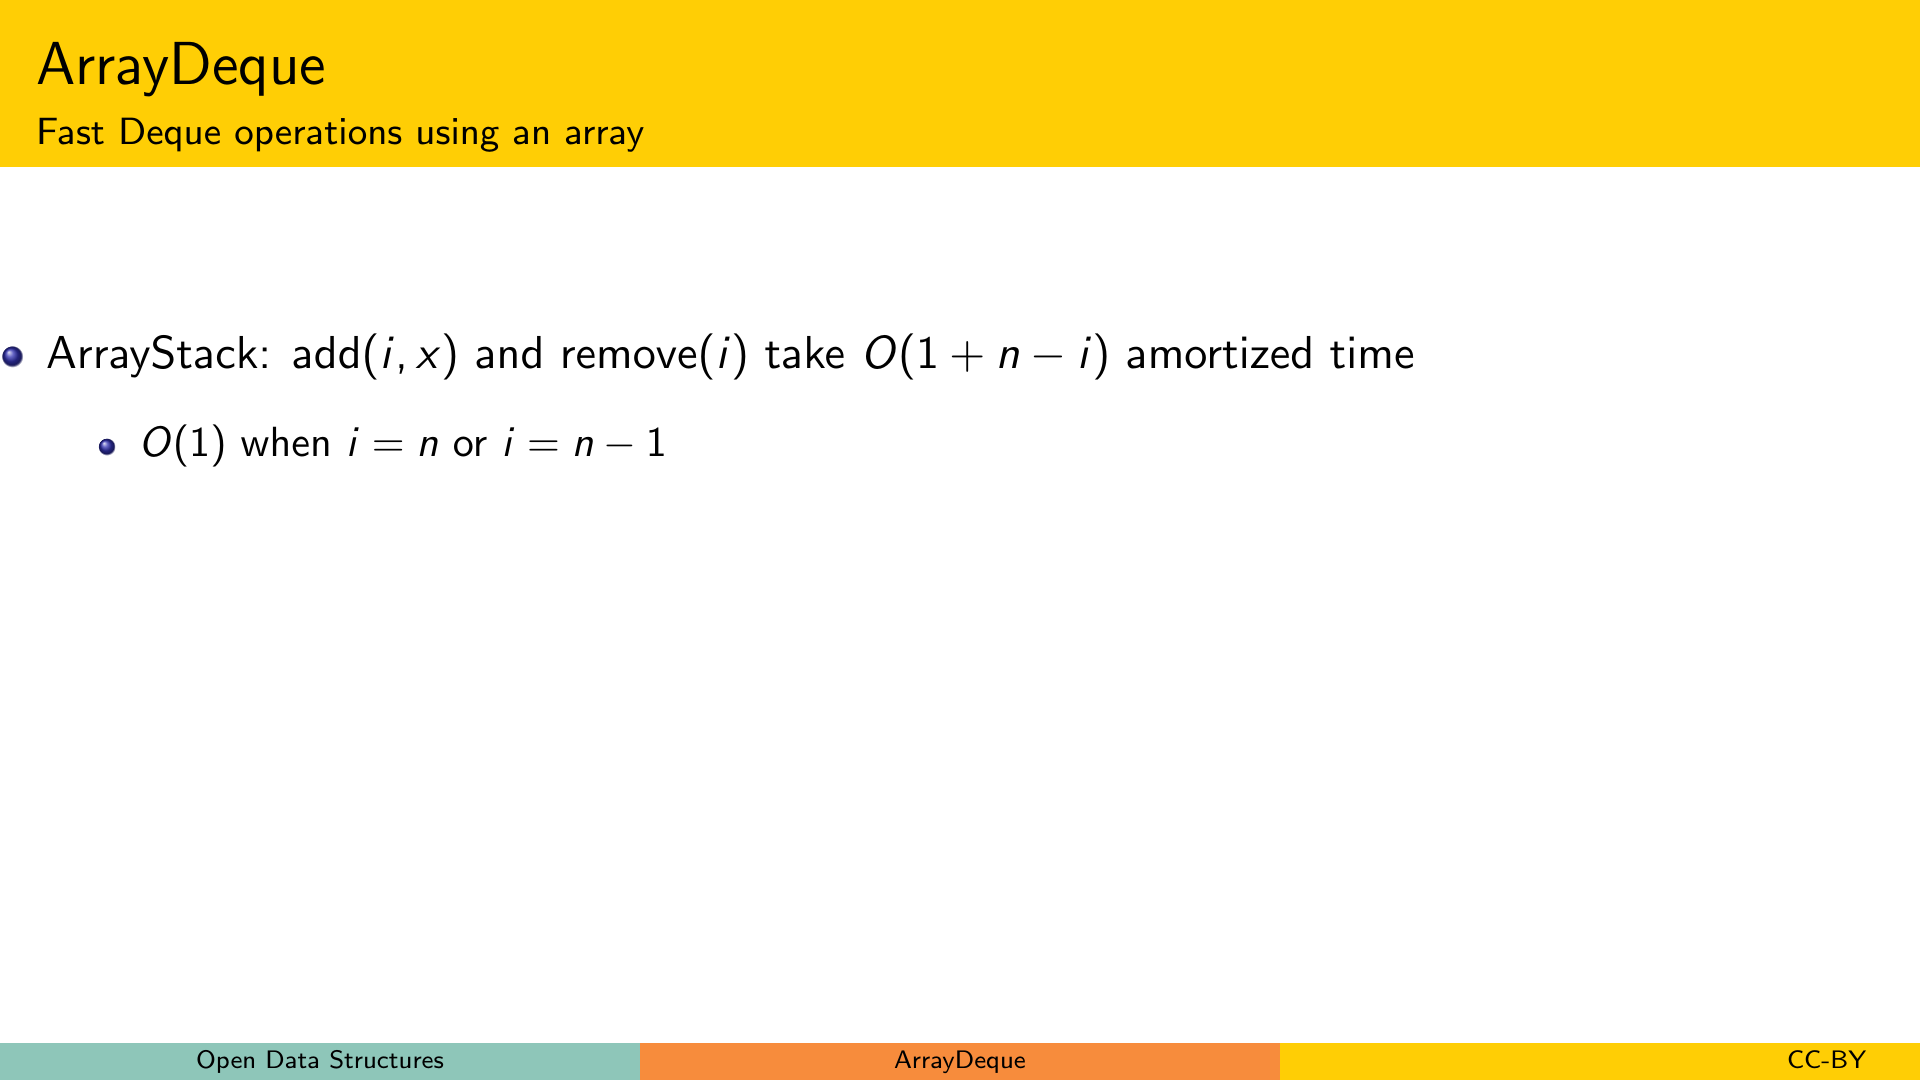 ArrayDeque
Fast Deque operations using an array
ArrayStack: add(i, x) and remove(i) take O(1 + n − i) amortized time
O(1) when i = n or i = n − 1
Open Data Structures
ArrayDeque
CC-BY